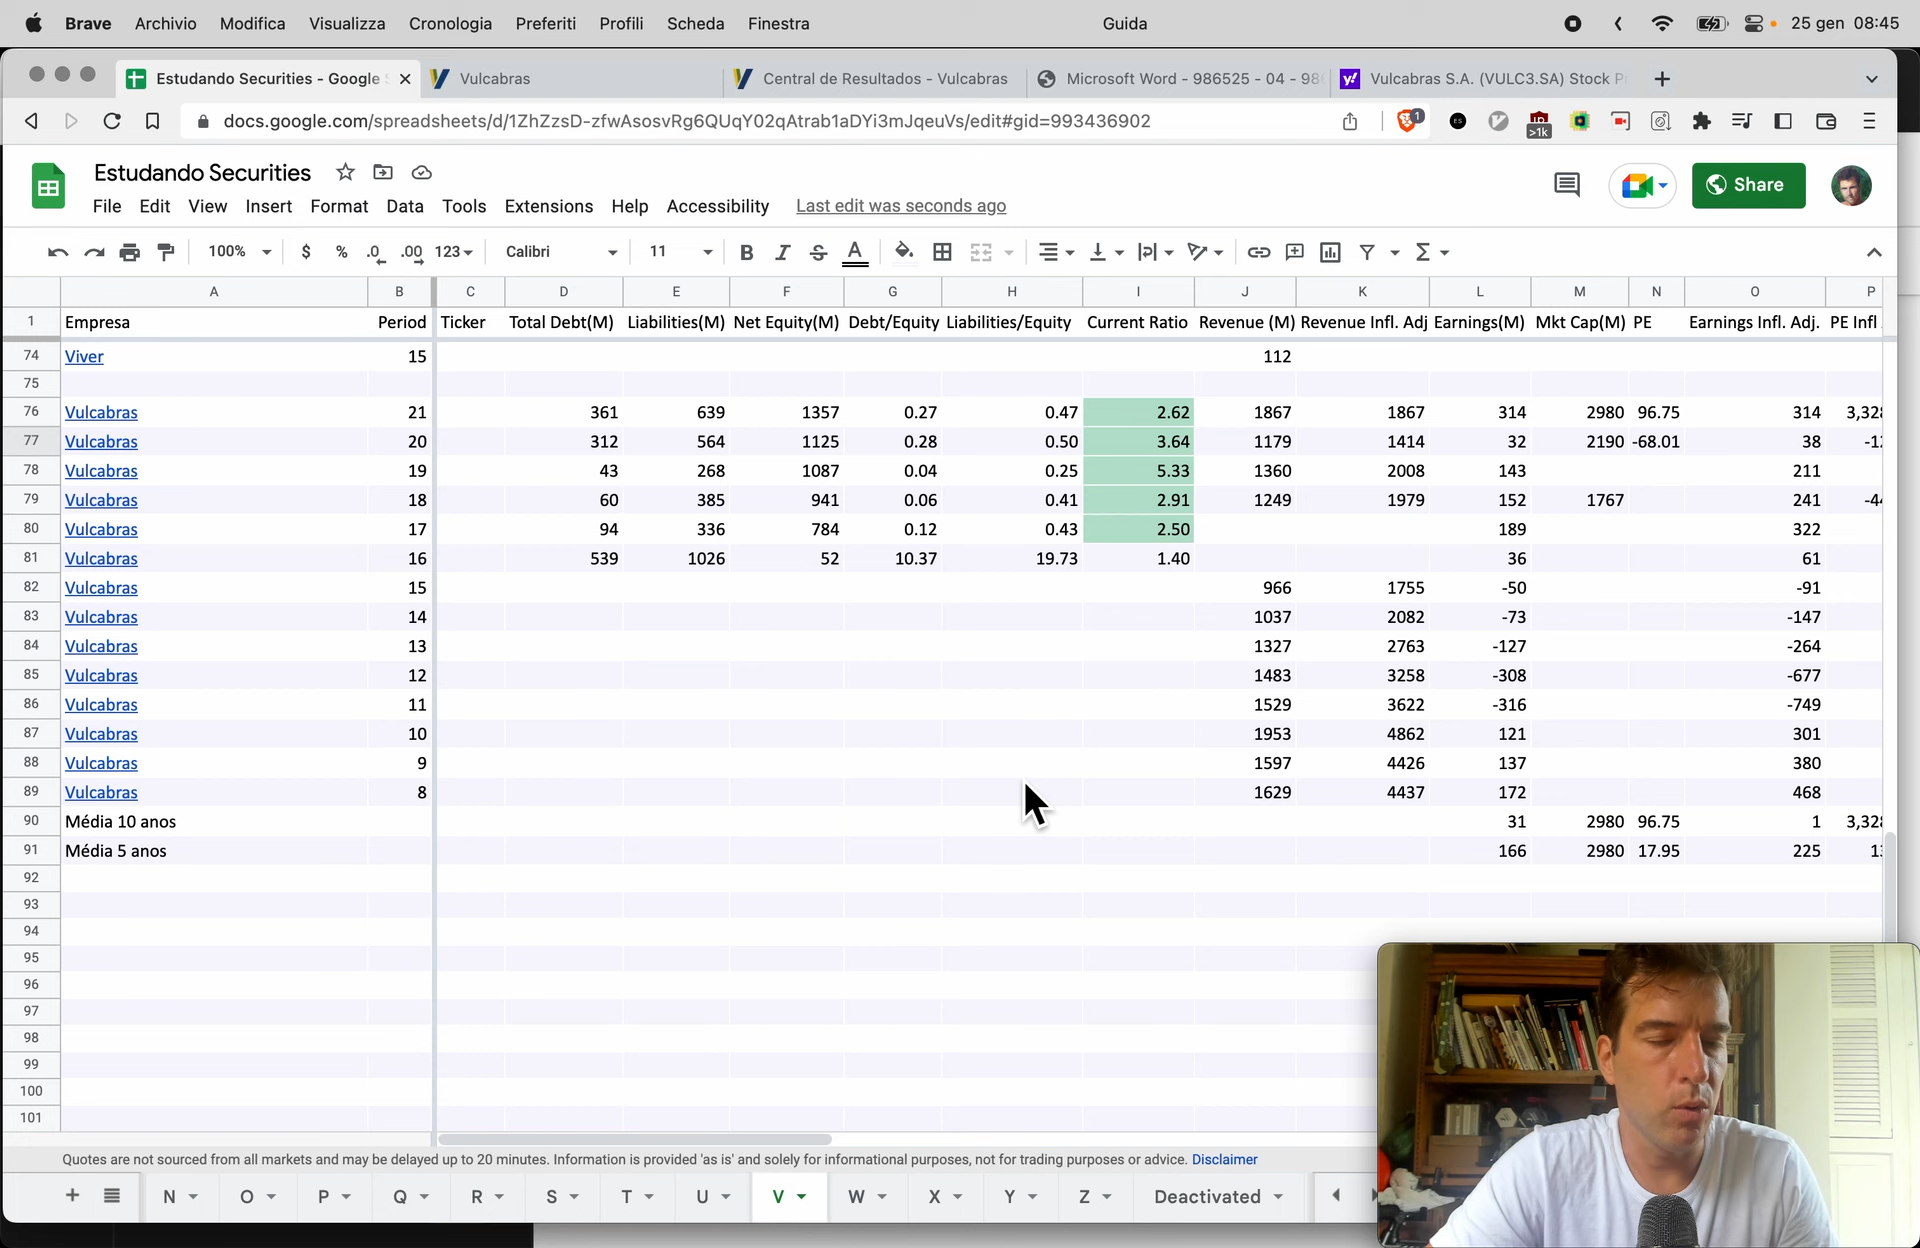 Brave Archivio Modifica Visualizza Cronologia Preferiti Profili Scheda Finestra Guida 25 gen 08:45
Estudando Securities - Google Vulcabras Central de Resultados - Vulcabras Microsoft Word - 986525 - 04 - Vulcabras S.A. (VULC3.SA) Stock
docs.google.com/spreadsheets/d/1ZhZzsD-zfwAsosvRg6QUqY02qAtrab1aDYi3mJqeuVs/edit#gid=993436902 1 >1k
Estudando Securities Share
File Edit View Insert Format Data Tools Extensions Help Accessibility Last edit was seconds ago
100% $ % .0 .00 123 Calibri 11 B I S A
A B C D E F G H I J K L M N O P
1 Empresa Period Ticker Total Debt(M) Liabilities(M) Net Equity(M) Debt/Equity Liabilities/Equity Current Ratio Revenue (M) Revenue Infl. Adj Earnings(M) Mkt Cap(M) PE Earnings Infl. Adj. PE Infl
74 Viver 15 112
75
76 Vulcabras 21 361 639 1357 0.27 0.47 2.62 1867 1867 314 2980 96.75 314
77 Vulcabras 20 312 564 1125 0.28 0.50 3.64 1179 1414 32 2190 -68.01 38
78 Vulcabras 19 43 268 1087 0.04 0.25 5.33 1360 2008 143 211
79 Vulcabras 18 60 385 941 0.06 0.41 2.91 1249 1979 152 1767 241
80 Vulcabras 17 94 336 784 0.12 0.43 2.50 189 322
81 Vulcabras 16 539 1026 52 10.37 19.73 1.40 36 61
82 Vulcabras 15 966 1755 -50 -91
83 Vulcabras 14 1037 2082 -73 -147
84 Vulcabras 13 1327 2763 -127 -264
85 Vulcabras 12 1483 3258 -308 -677
86 Vulcabras 11 1529 3622 -316 -749
87 Vulcabras 10 1953 4862 121 301
88 Vulcabras 9 1597 4426 137 380
89 Vulcabras 8 1629 4437 172 468
90 Média 10 anos 31 2980 96.75 1
91 Média 5 anos 166 2980 17.95 225
92
93
94
95
96
97
98
99
100
101
Quotes are not sourced from all markets and may be delayed up to 20 minutes. Information is provided 'as is' and solely for informational purposes, not for trading purposes or advice. Disclaimer
N O P Q R S T U V W X Y Z Deactivated